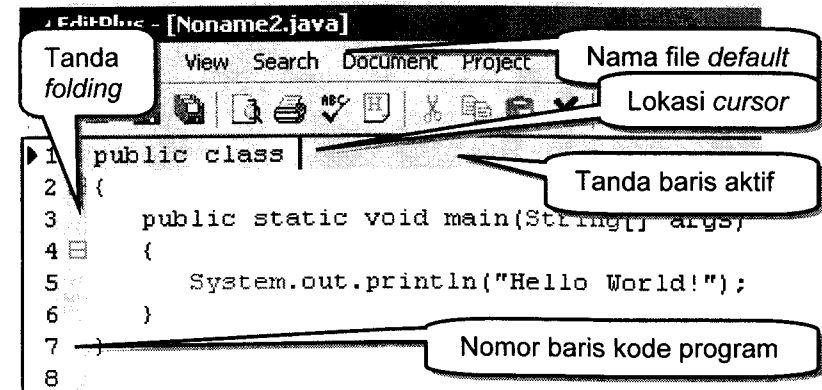 EditPlus - [Noname2.java]
Tanda folding
View Search Document Project
Nama file default
Lokasi cursor
1 public class
Tanda baris aktif
2 {
3 public static void main(String[] args)
4 {
5 System.out.println("Hello World!");
6 }
Nomor baris kode program
7 }
8